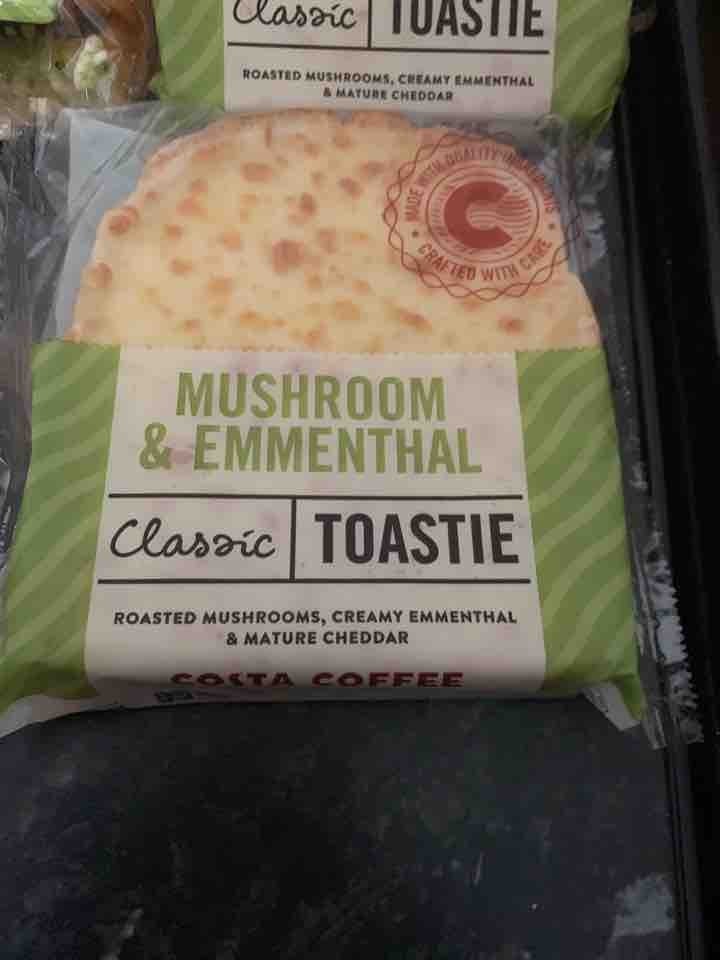 Classic TOASTIE
ROASTED MUSHROOMS, CREAMY EMMENTHAL
& MATURE CHEDDAR
MADE WITH QUALITY INGREDIENTS
C
• CRAFTED WITH CARE •
MUSHROOM
& EMMENTHAL
Classic TOASTIE
ROASTED MUSHROOMS, CREAMY EMMENTHAL
& MATURE CHEDDAR
COSTA COFFEE